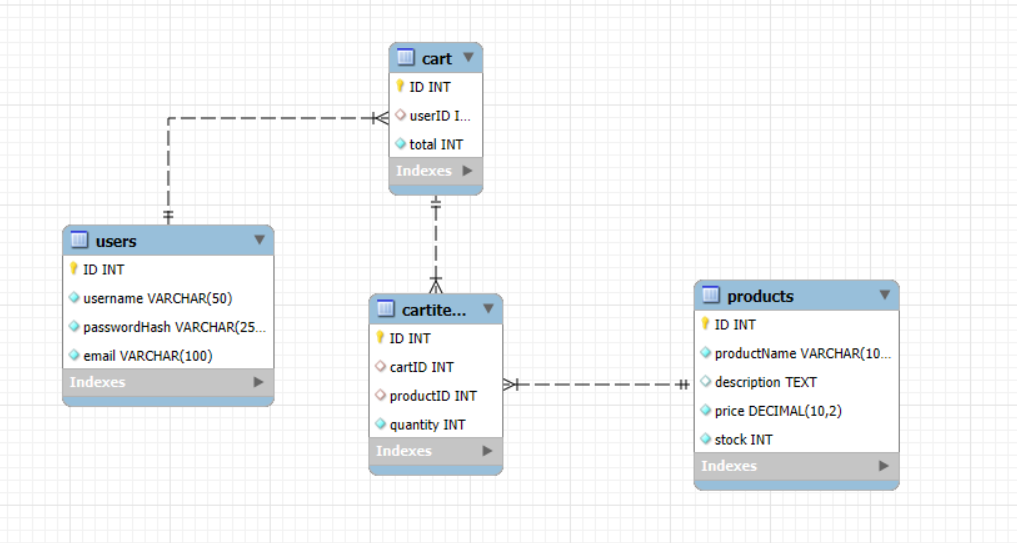 cart
ID INT
userID I...
total INT
Indexes
users
ID INT
username VARCHAR(50)
passwordHash VARCHAR(25...
email VARCHAR(100)
Indexes
cartite...
ID INT
cartID INT
productID INT
quantity INT
Indexes
products
ID INT
productName VARCHAR(10...
description TEXT
price DECIMAL(10,2)
stock INT
Indexes